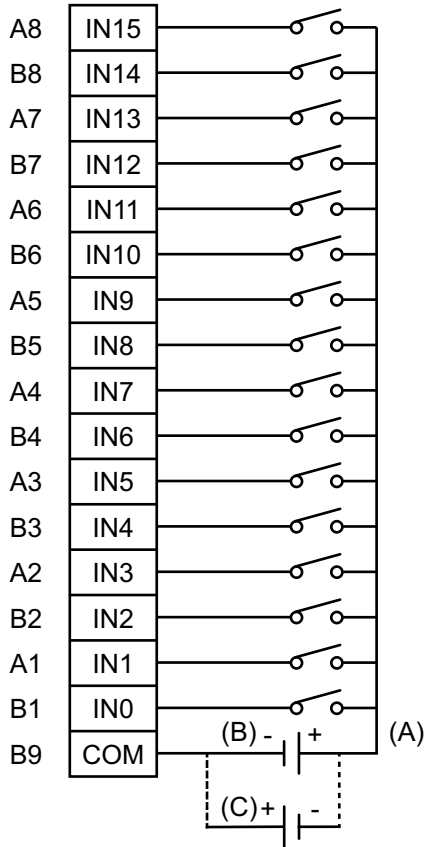 A8 IN15
B8 IN14
A7 IN13
B7 IN12
A6 IN11
B6 IN10
A5 IN9
B5 IN8
A4 IN7
B4 IN6
A3 IN5
B3 IN4
A2 IN3
B2 IN2
A1 IN1
B1 IN0
B9 COM (B) - + (A)
(C) + -